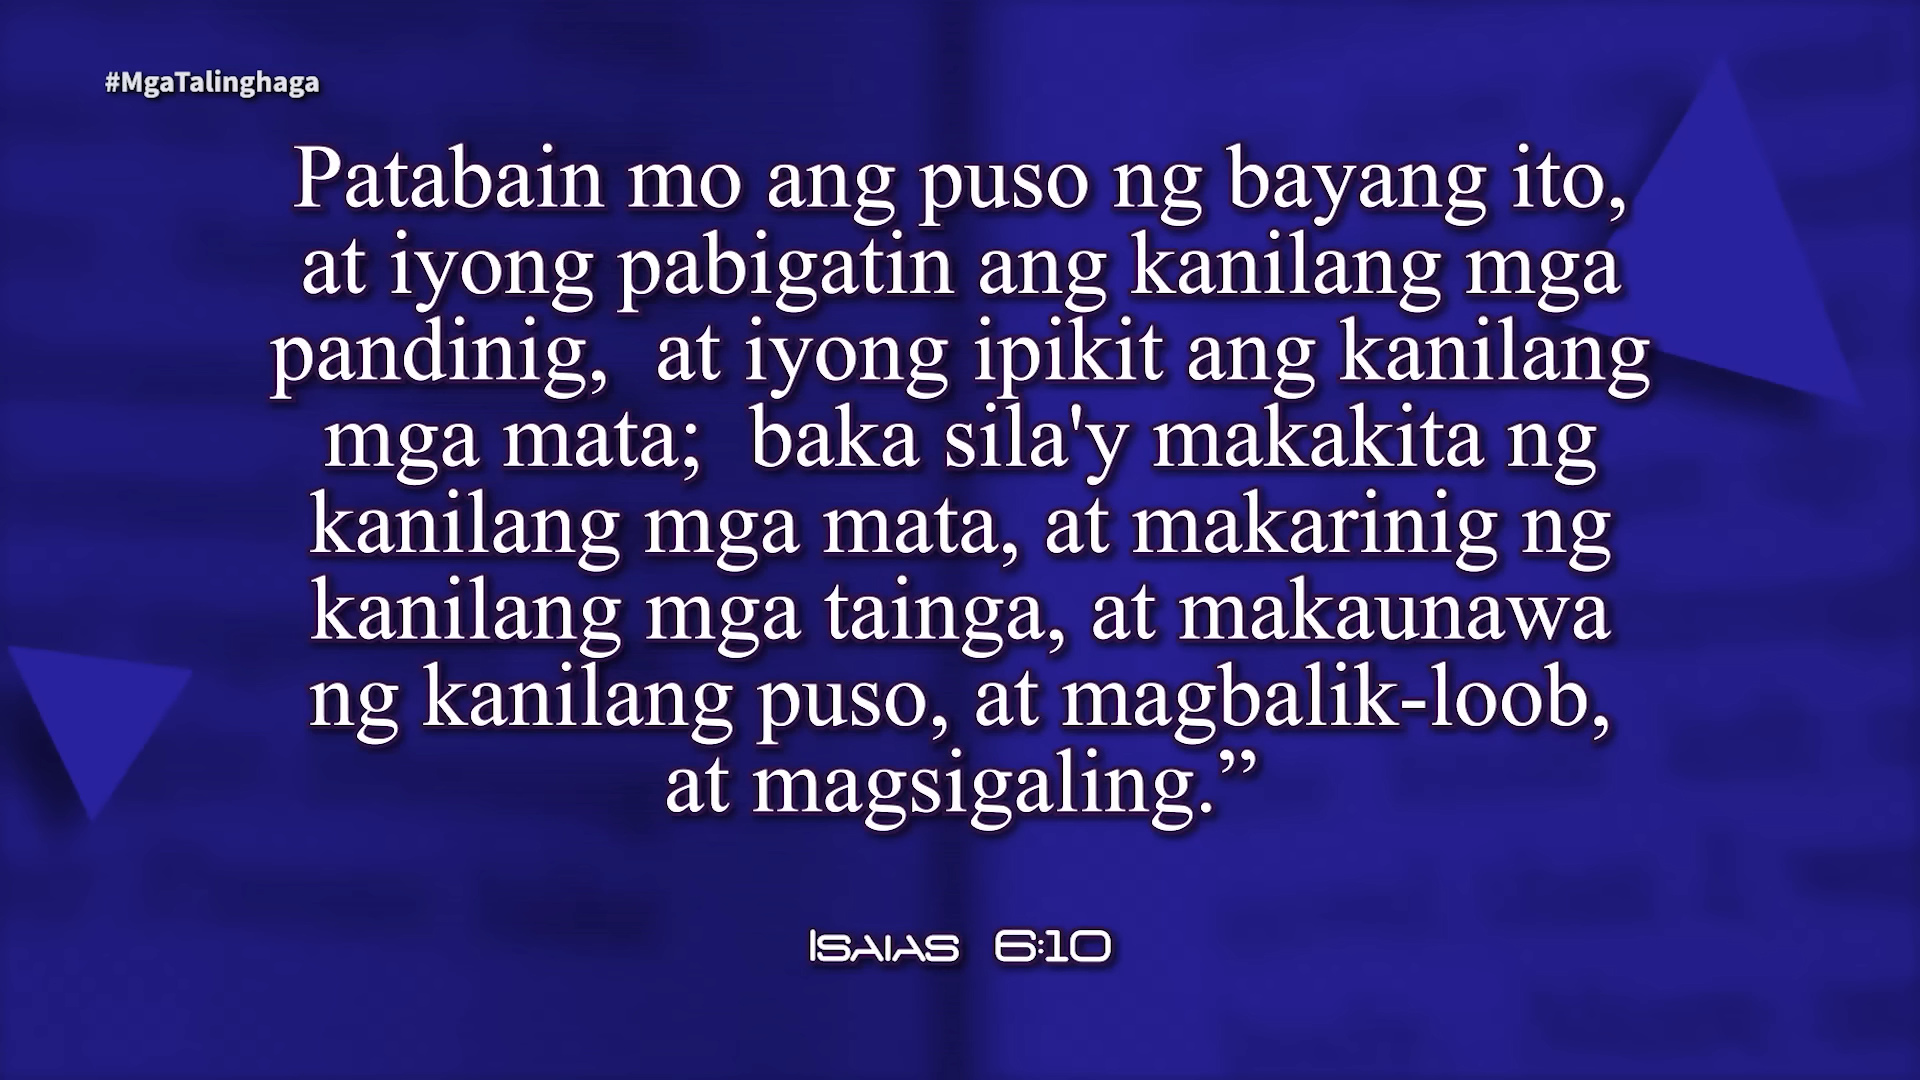 #MgaTalinghaga
Patabain mo ang puso ng bayang ito,
at iyong pabigatin ang kanilang mga
pandinig,  at iyong ipikit ang kanilang
mga mata;  baka sila'y makakita ng
kanilang mga mata, at makarinig ng
kanilang mga tainga, at makaunawa
ng kanilang puso, at magbalik-loob,
at magsigaling.”
Isaias 6:10